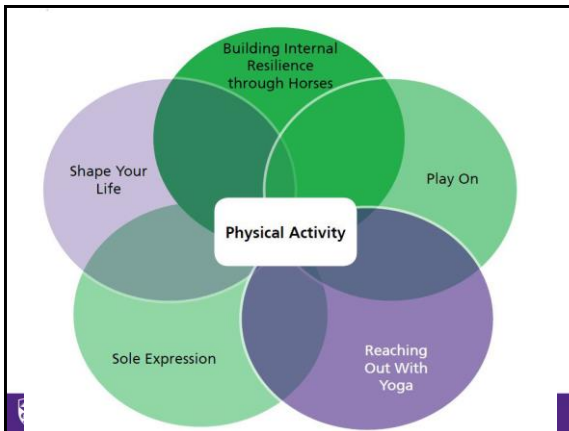 Building Internal
Resilience
through Horses
Shape Your
Life
Play On
Physical Activity
Sole Expression
Reaching
Out With
Yoga